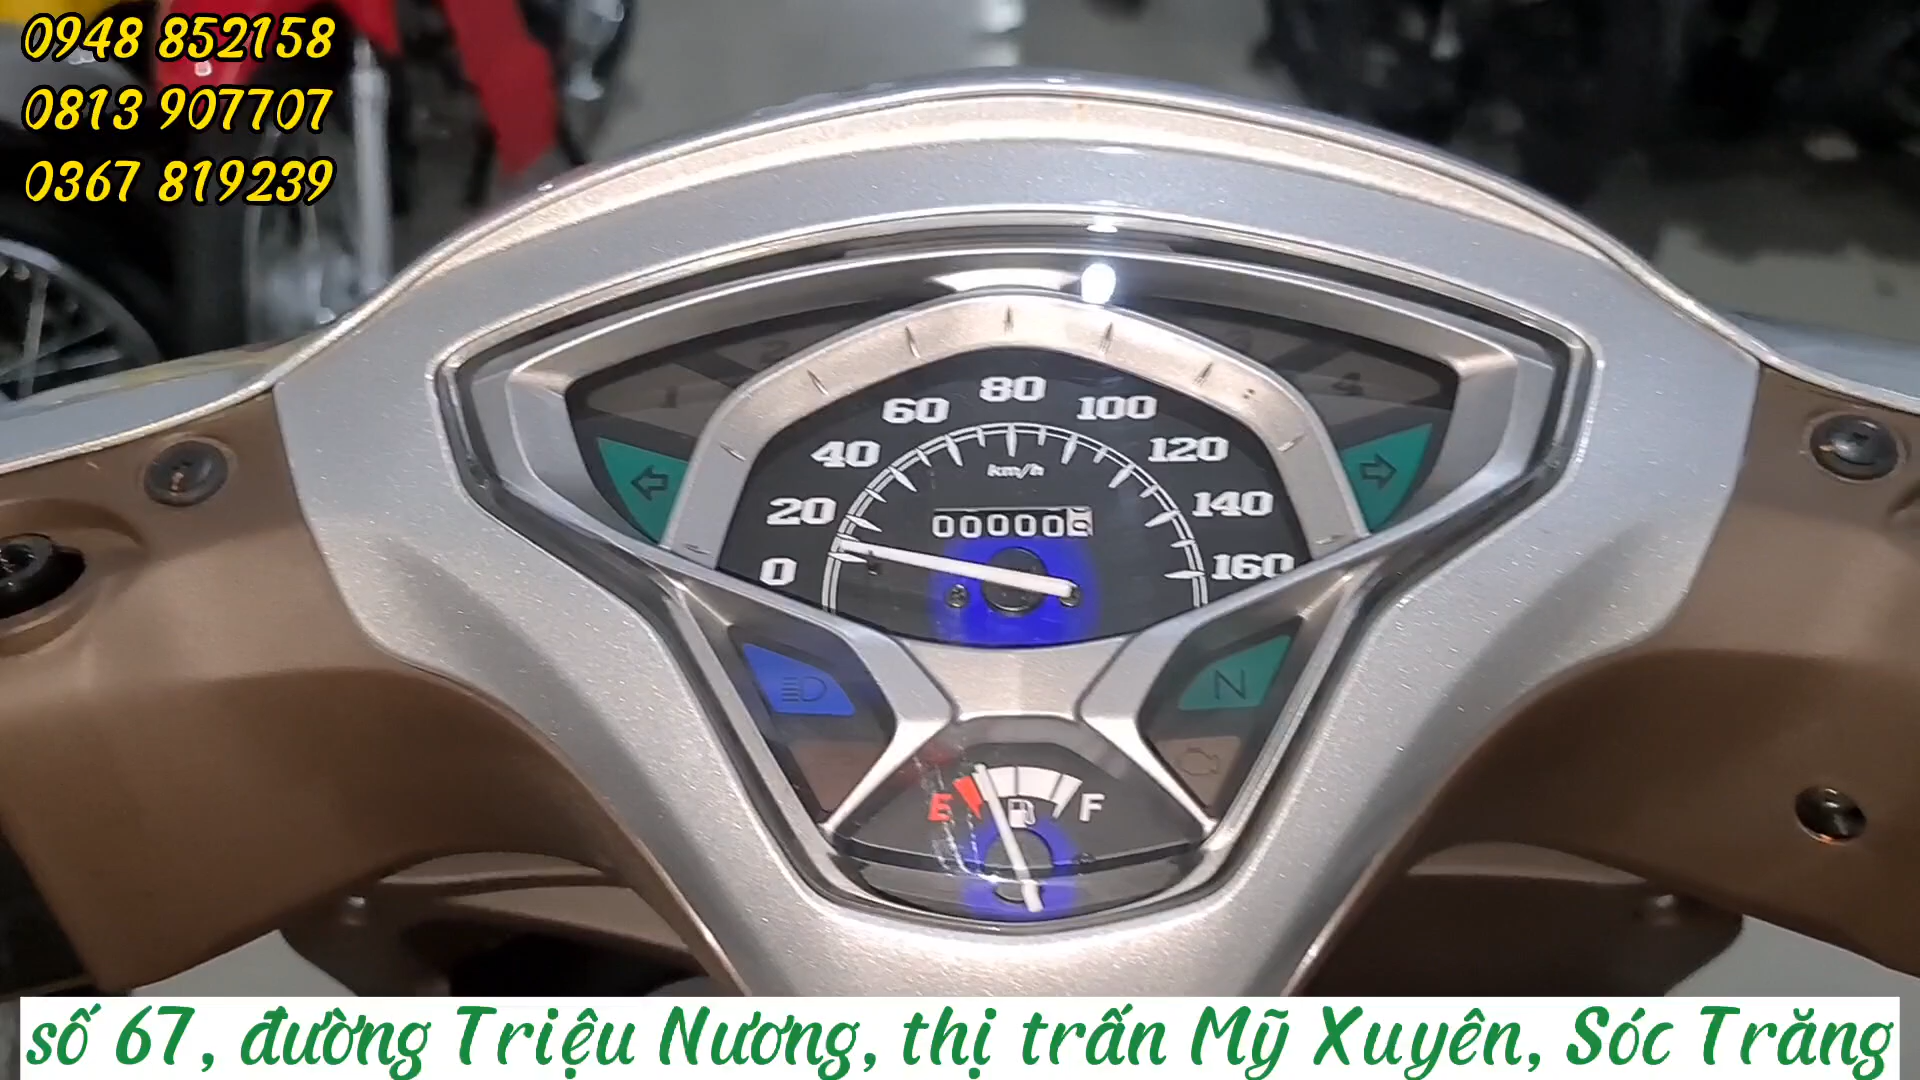 0948 852158
0813 907707
0367 819239
80
60
100
40
120
km/h
20
140
00000
0
160
N
E
F
số 67, đường Triệu Nương, thị trấn Mỹ Xuyên, Sóc Trăng